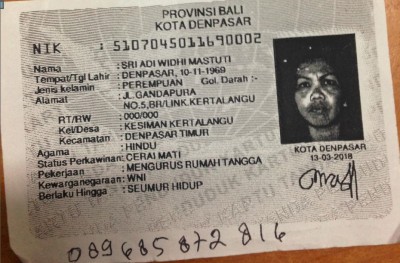 PROVINSI BALI
KOTA DENPASAR
NIK : 5107045011690002
Nama : SRI ADI WIDHI MASTUTI
Tempat/Tgl Lahir : DENPASAR, 10-11-1969
Jenis kelamin : PEREMPUAN Gol. Darah :-
Alamat : JL.GANDAPURA
NO.5,BR/LINK.KERTALANGU
RT/RW : 000/000
Kel/Desa : KESIMAN KERTALANGU
Kecamatan : DENPASAR TIMUR
Agama : HINDU
Status Perkawinan: CERAI MATI
Pekerjaan : MENGURUS RUMAH TANGGA
Kewarganegaraan: WNI
Berlaku Hingga : SEUMUR HIDUP
KOTA DENPASAR
13-03-2018
089685872816